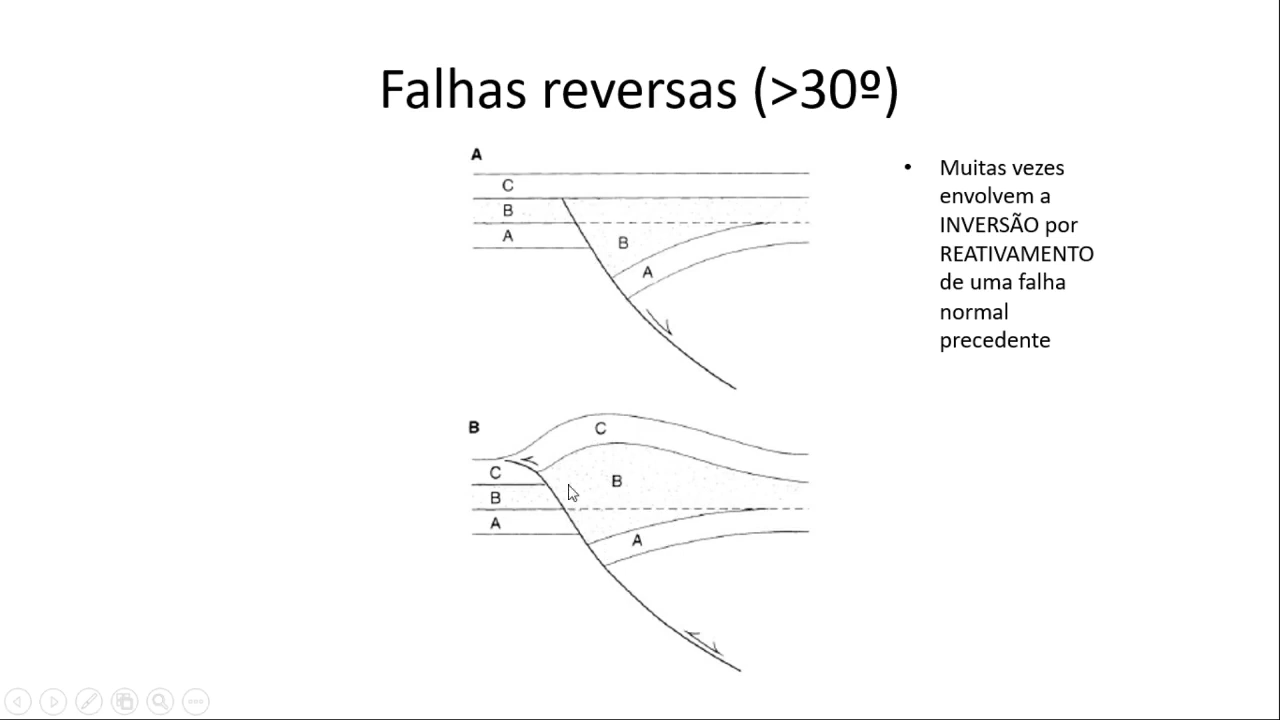 Falhas reversas (>30º)
A
C
B
A
B
A
• Muitas vezes
envolvem a
INVERSÃO por
REATIVAMENTO
de uma falha
normal
precedente
B
C
C
B
B
A
A